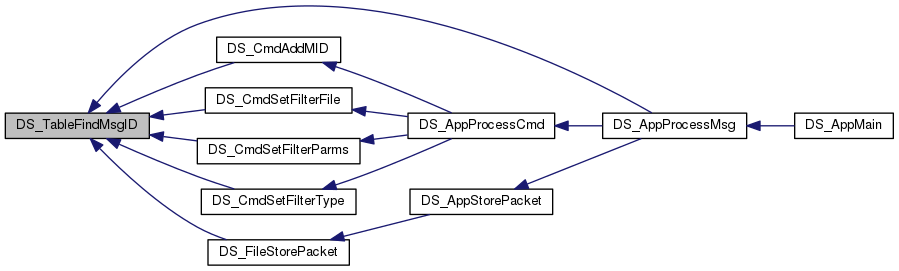 DS_TableFindMsgID
DS_CmdAddMID
DS_CmdSetFilterFile
DS_CmdSetFilterParms
DS_CmdSetFilterType
DS_FileStorePacket
DS_AppProcessCmd
DS_AppStorePacket
DS_AppProcessMsg
DS_AppMain